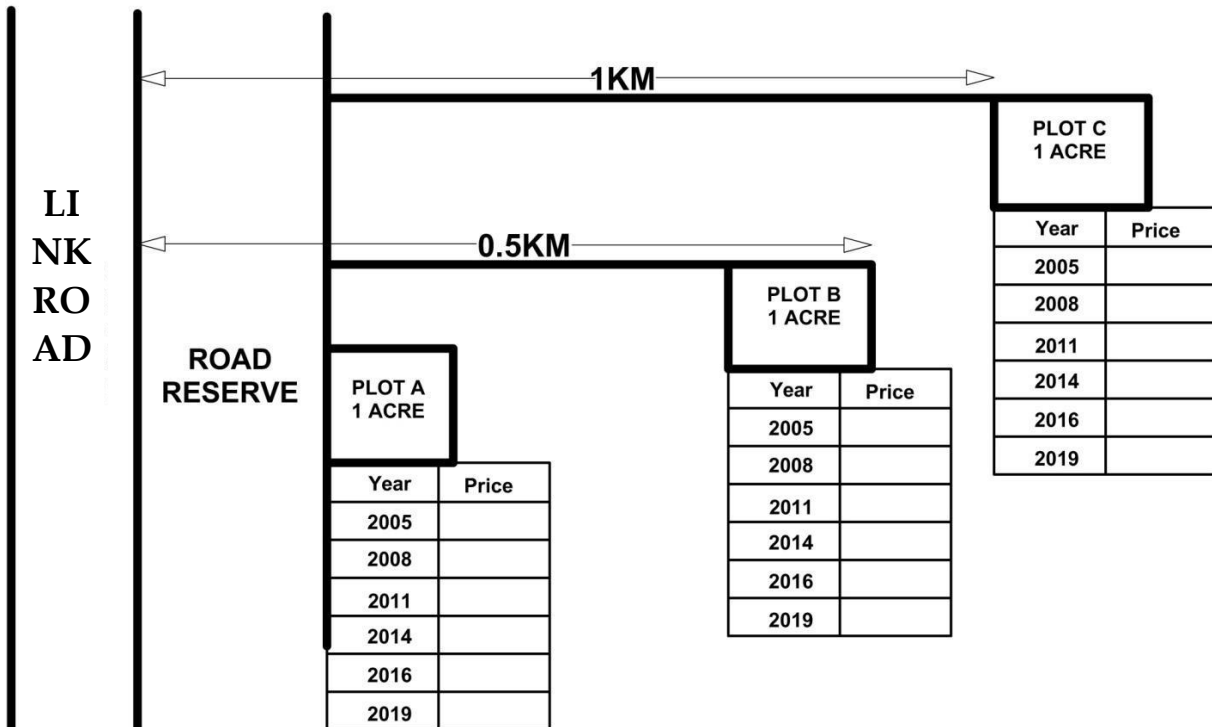 LI
NK
RO
AD
ROAD
RESERVE
1KM
PLOT C
1 ACRE
Year Price
2005
2008
2011
2014
2016
2019
0.5KM
PLOT B
1 ACRE
Year Price
2005
2008
2011
2014
2016
2019
PLOT A
1 ACRE
Year Price
2005
2008
2011
2014
2016
2019